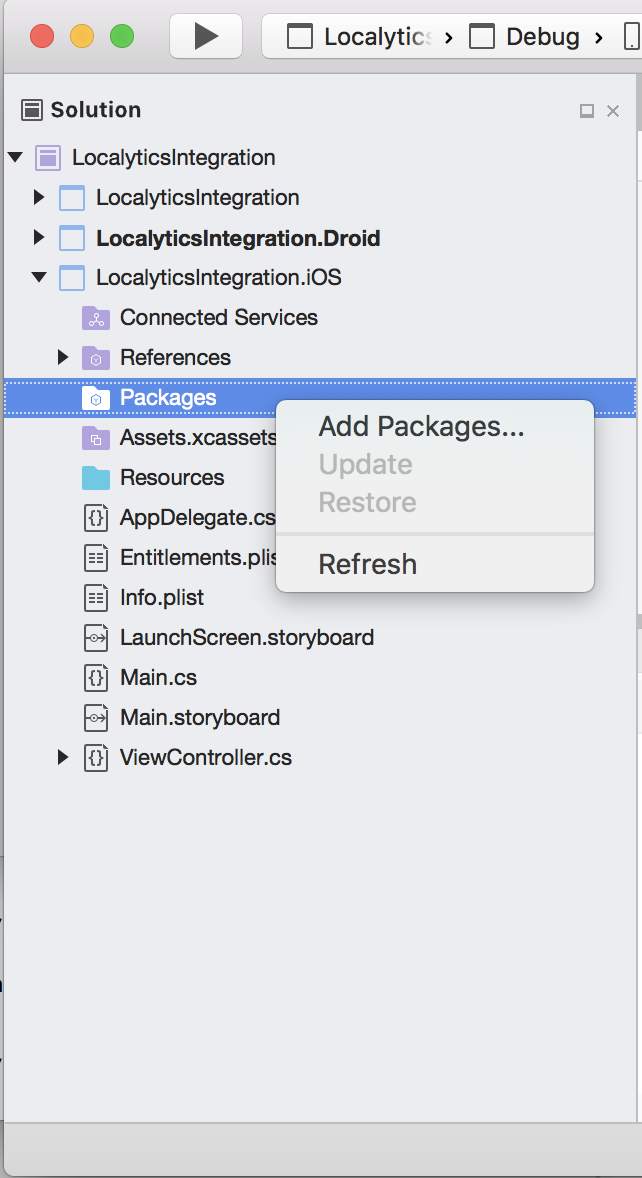 Localytics Debug
Solution
LocalyticsIntegration
LocalyticsIntegration
LocalyticsIntegration.Droid
LocalyticsIntegration.iOS
Connected Services
References
Packages
Add Packages...
Assets.xcassets
Update
Resources
Restore
AppDelegate.cs
Entitlements.plis
Refresh
Info.plist
LaunchScreen.storyboard
Main.cs
Main.storyboard
ViewController.cs